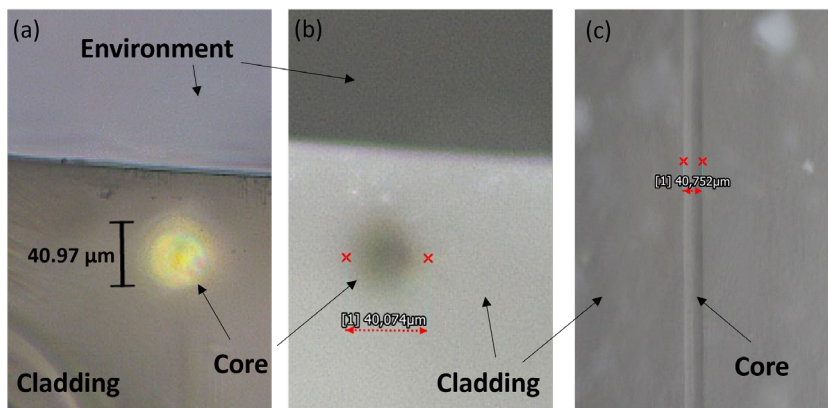 (a)
Environment
(b)
(c)
40.97 µm
[1] 40,074µm
[1] 40,752µm
Core
Cladding
Cladding
Core